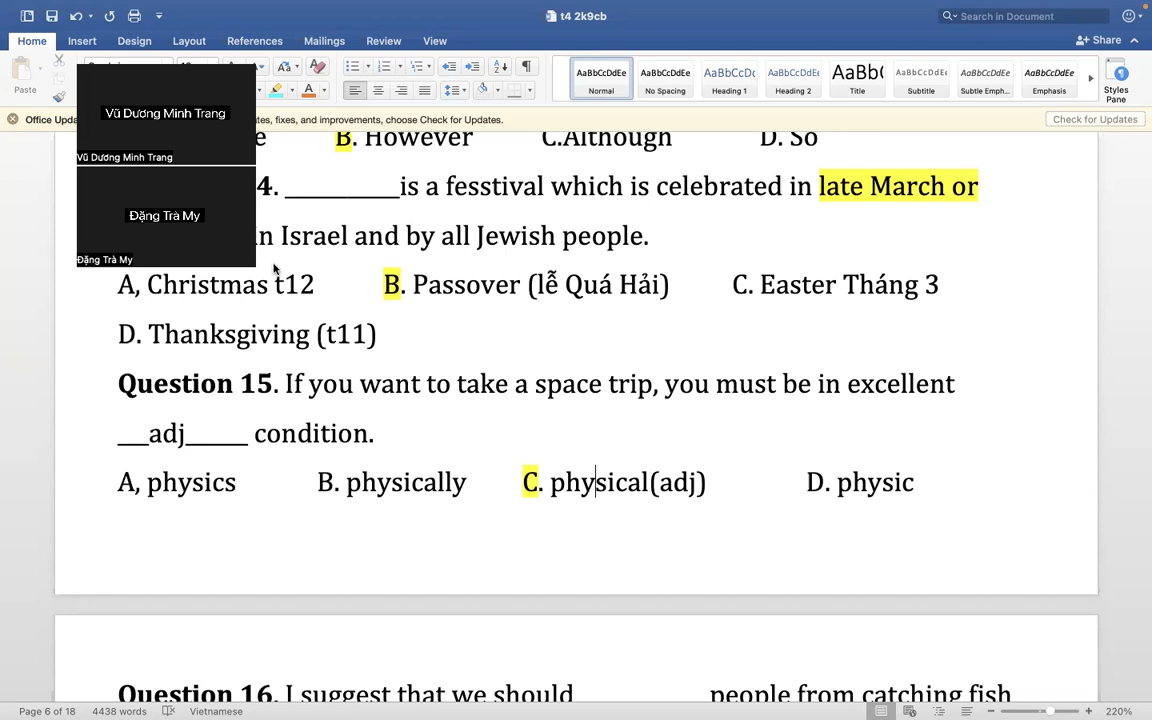 t4 2k9cb
Search in Document
Home Insert Design Layout References Mailings Review View
Share
Paste
AaBbCcDdEe AaBbCcDdEe AaBbCcDc AaBbCcDdEe AaBb( AaBbCcDdEe AaBbCcDdEe AaBbCcDdEe
Normal No Spacing Heading 1 Heading 2 Title Subtitle Subtle Emph... Emphasis
Styles Pane
Office Upda
tes, fixes, and improvements, choose Check for Updates.
Check for Updates
Vũ Dương Minh Trang
Vũ Dương Minh Trang
Đặng Trà My
Đặng Trà My
e B. However C.Although D. So
4. ___________is a fesstival which is celebrated in late March or
in Israel and by all Jewish people.
A, Christmas t12 B. Passover (lễ Quá Hải) C. Easter Tháng 3
D. Thanksgiving (t11)
Question 15. If you want to take a space trip, you must be in excellent
___adj______ condition.
A, physics B. physically C. physical(adj) D. physic
Question 16. I suggest that we should ____________ people from catching fish
Page 6 of 18 4438 words Vietnamese 220%